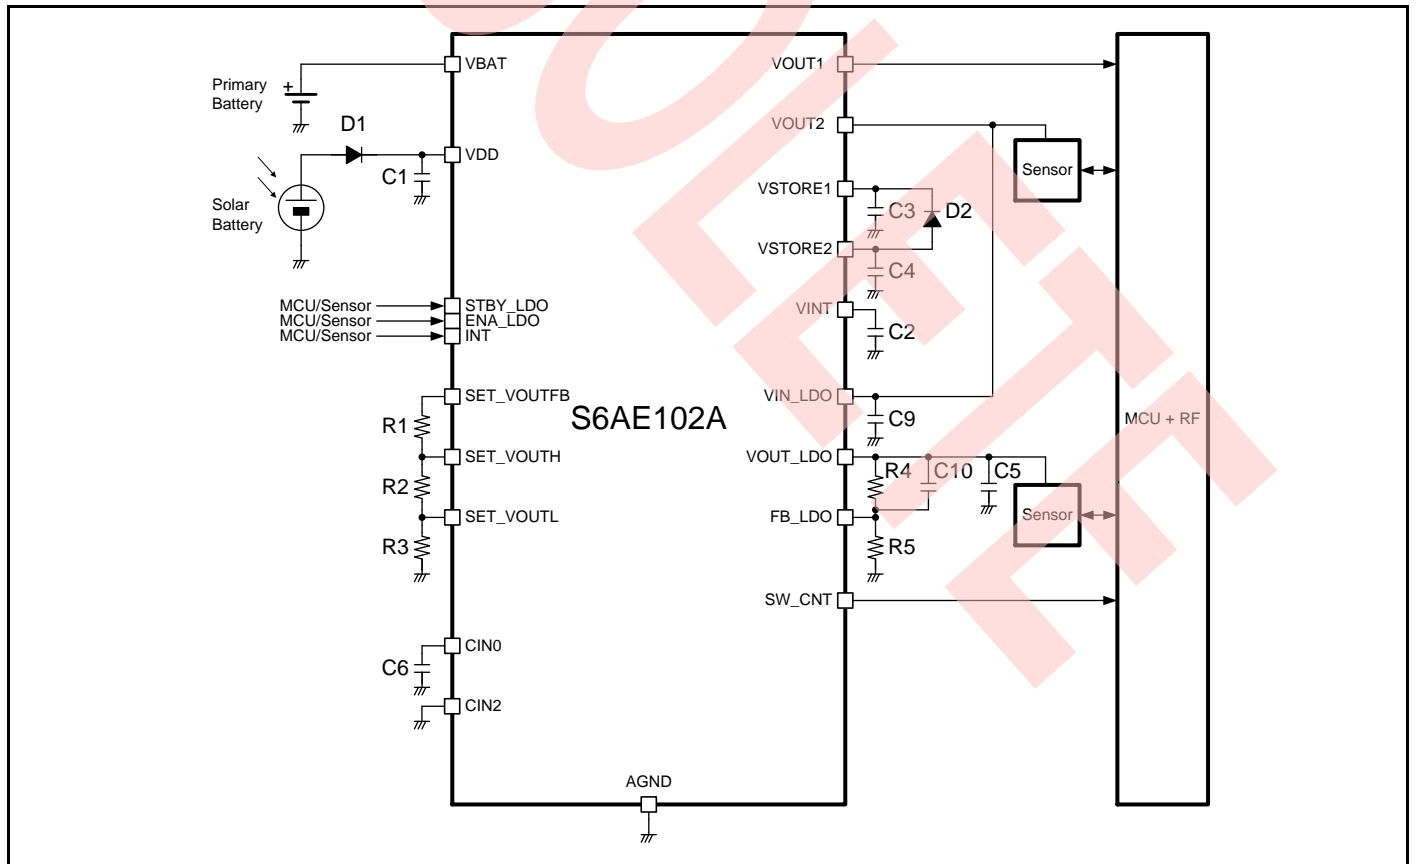 VBAT
VOUT1
Primary
Battery
+
D1
VOUT2
VDD
C1
Sensor
VSTORE1
C3
D2
Solar
Battery
VSTORE2
C4
MCU/Sensor
STBY_LDO
MCU/Sensor
ENA_LDO
MCU/Sensor
INT
VINT
C2
SET_VOUTFB
VIN_LDO
S6AE102A
C9
MCU + RF
R1
SET_VOUTH
VOUT_LDO
R4
C10
C5
R2
SET_VOUTL
FB_LDO
Sensor
R3
R5
SW_CNT
CIN0
C6
CIN2
AGND
OLETE